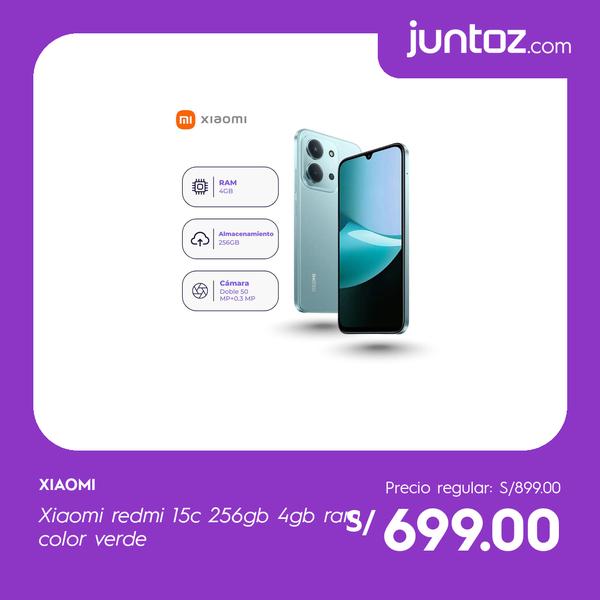 juntoz.com
mi xiaomi
RAM
4GB
Almacenamiento
256GB
Cámara
Doble 50
MP+0.3 MP
XIAOMI
Xiaomi redmi 15c 256gb 4gb ram
color verde
Precio regular: S/899.00
S/ 699.00